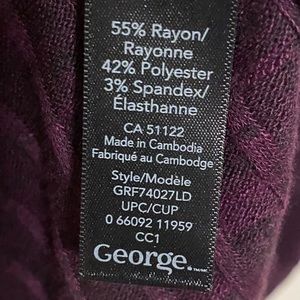 55% Rayon/
Rayonne
42% Polyester
3% Spandex/
Élasthanne
CA 51122
Made in Cambodia
Fabriqué au Cambodge
Style/Modèle
GRF74027LD
UPC/CUP
0 66092 11959
CC1
George